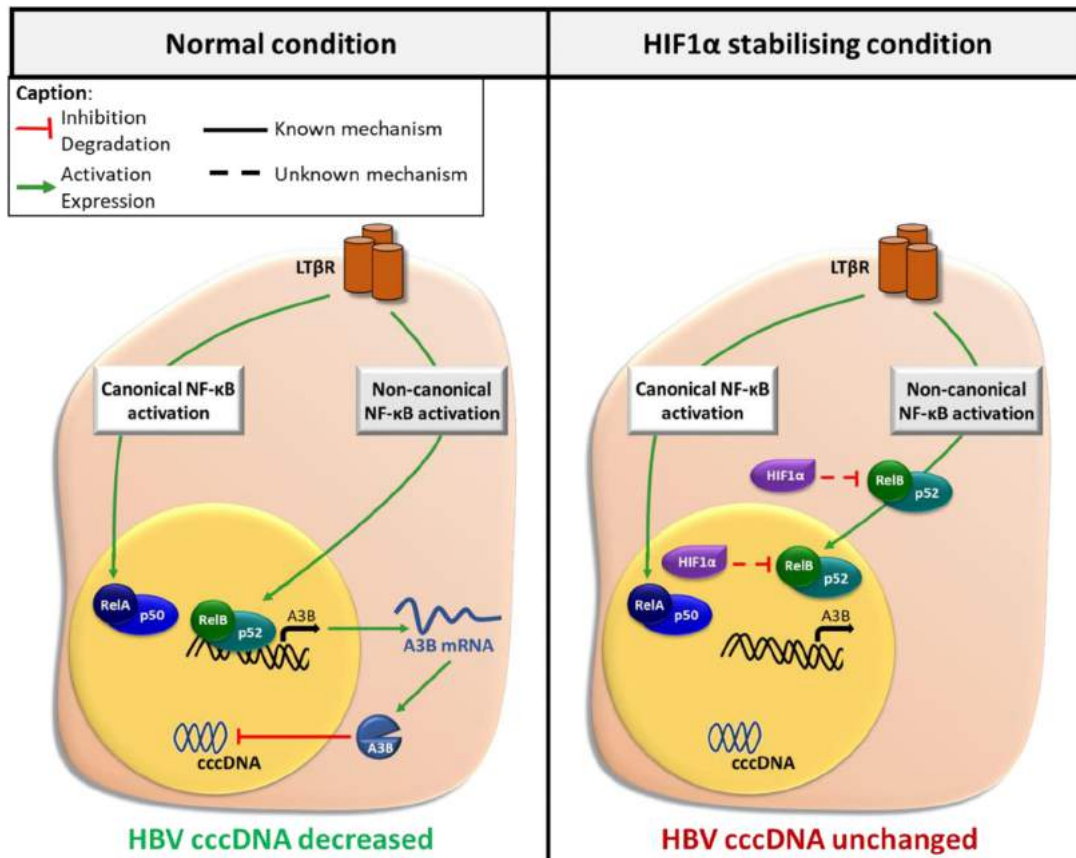 Normal condition
HIF1α stabilising condition
Caption:
Inhibition
Degradation
Known mechanism
Activation
Expression
Unknown mechanism
LTβR
Canonical NF-κB
activation
Non-canonical
NF-κB activation
RelA
p50
RelB
p52
A3B
A3B mRNA
A3B
cccDNA
HBV cccDNA decreased
LTβR
Canonical NF-κB
activation
Non-canonical
NF-κB activation
HIF1α
RelB
p52
HIF1α
RelB
p52
RelA
p50
A3B
cccDNA
HBV cccDNA unchanged